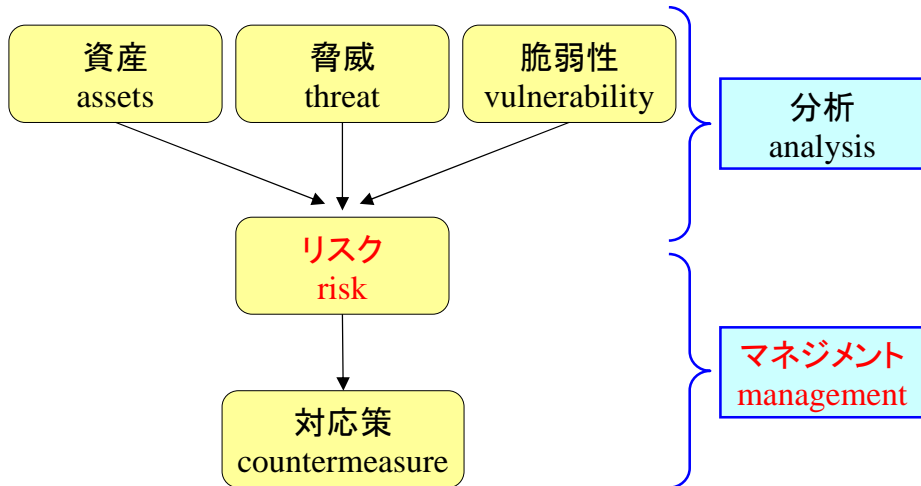 資産
assets
脅威
threat
脆弱性
vulnerability
分析
analysis
リスク
risk
マネジメント
management
対応策
countermeasure